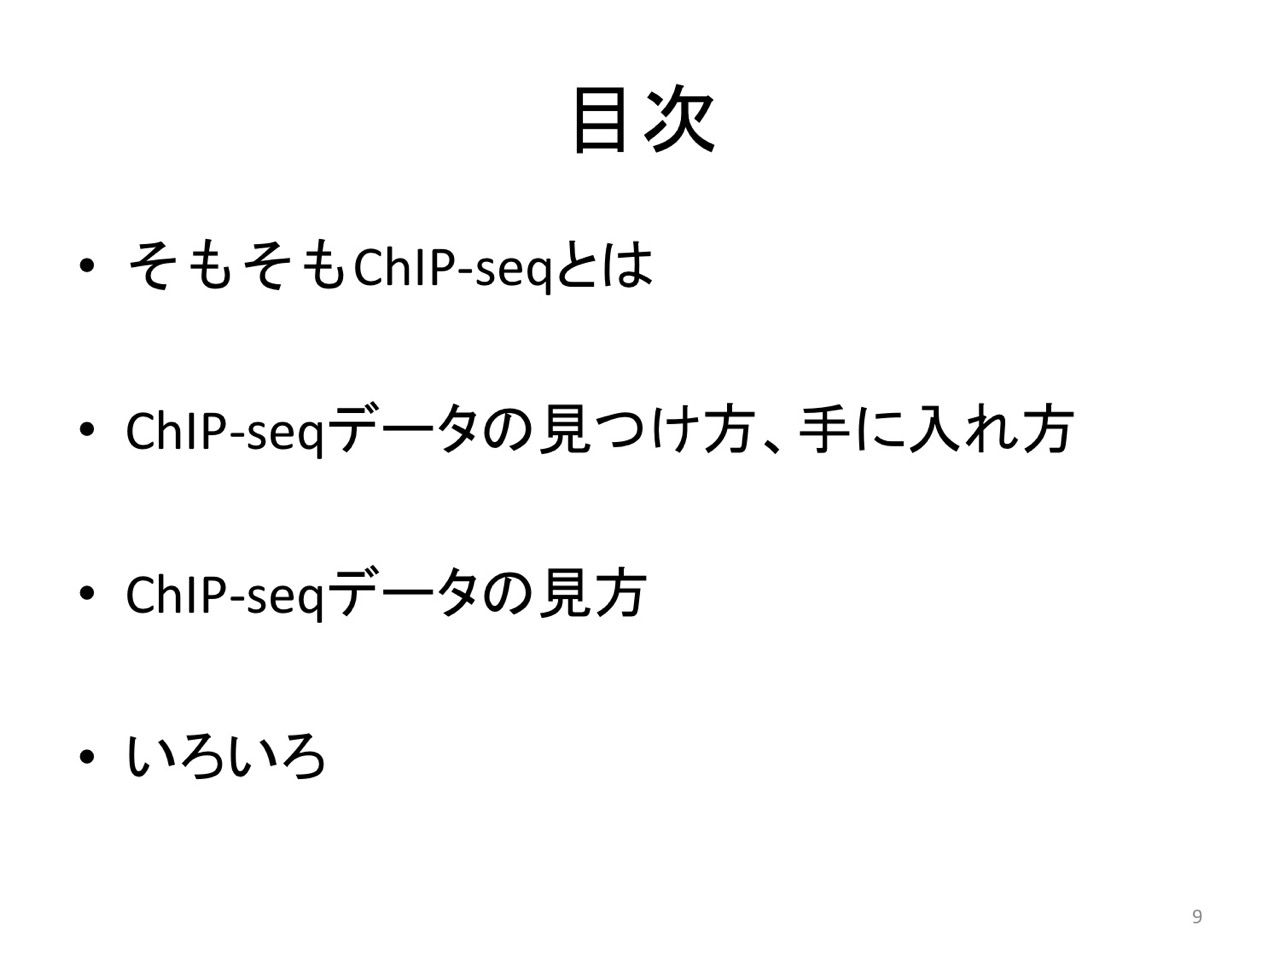 目次
• そもそもChIP-seqとは
• ChIP-seqデータの見つけ方、手に入れ方
• ChIP-seqデータの見方
• いろいろ
9